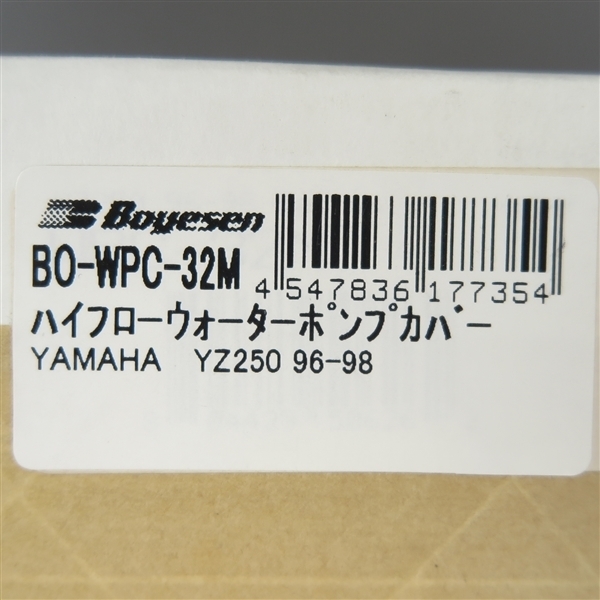 Boyesen
BO-WPC-32M
4 547836 177354
ハイフローウォーターポンプカバー
YAMAHA YZ250 96-98